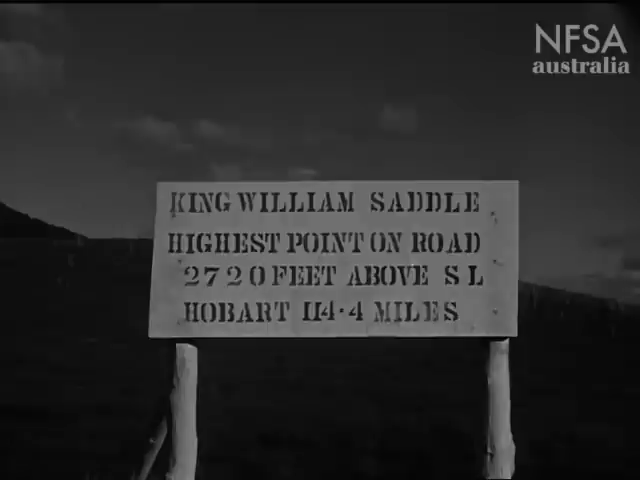 NFSA
australia
KING WILLIAM SADDLE
HIGHEST POINT ON ROAD
2720 FEET ABOVE S L
HOBART 114·4 MILES